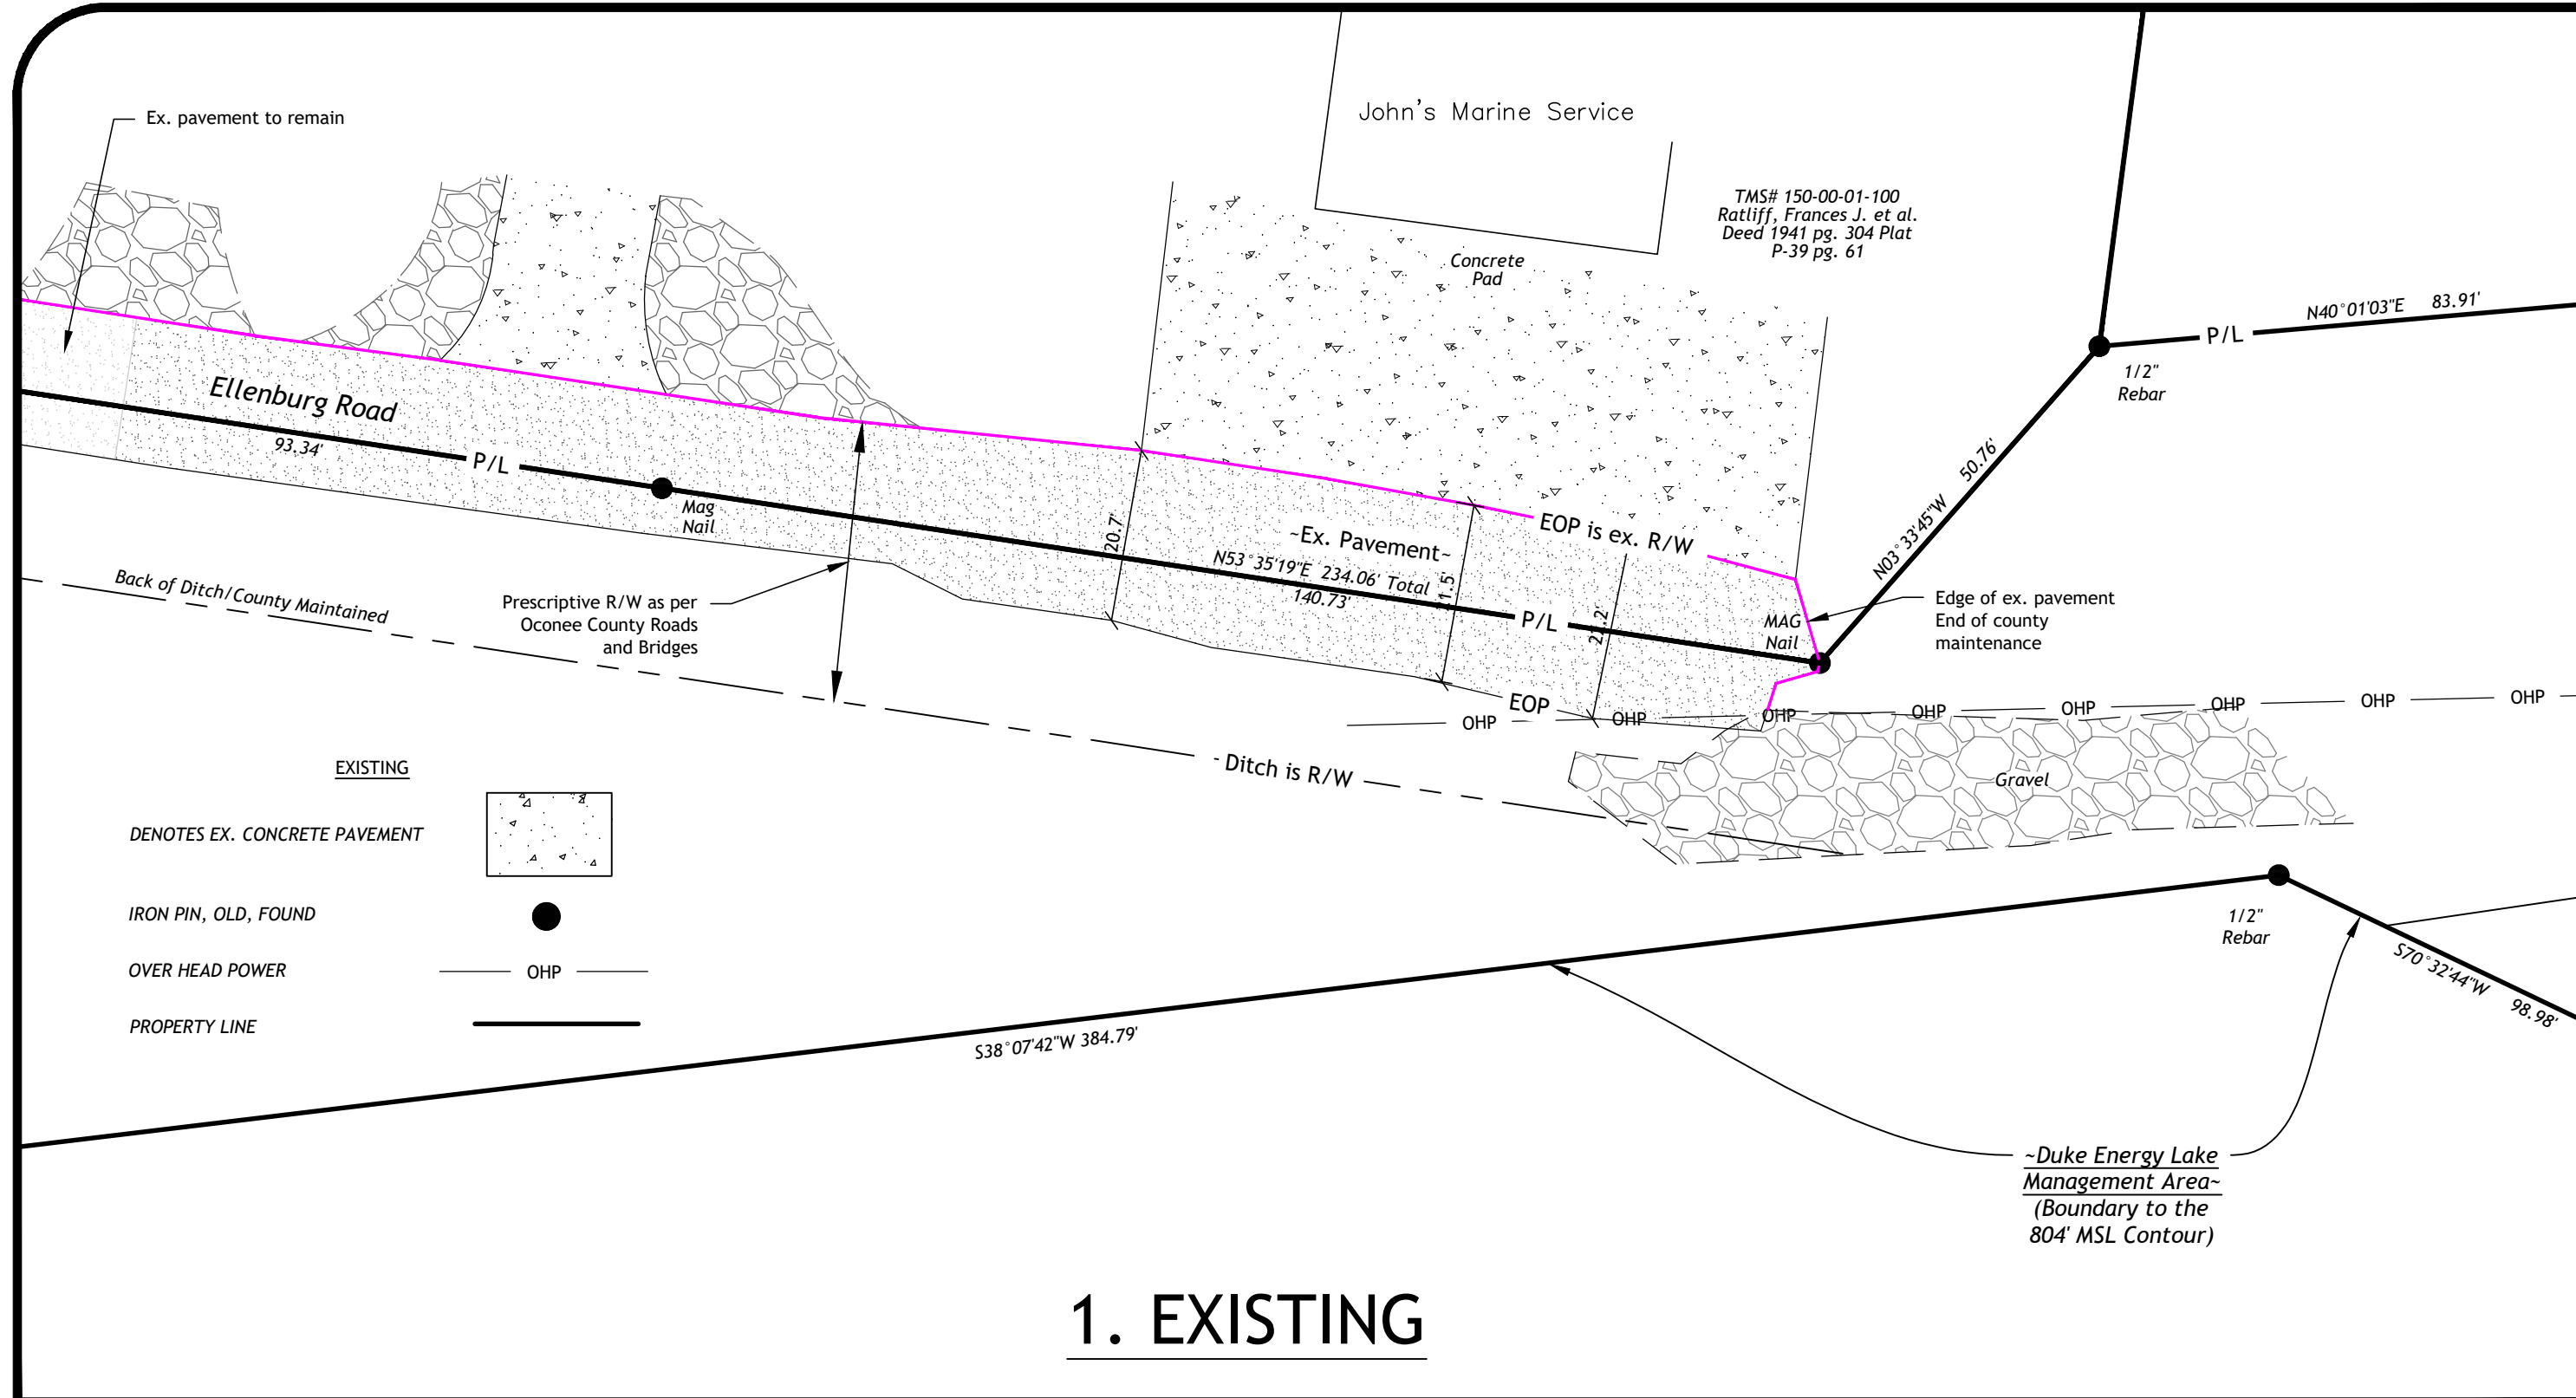 John's Marine Service
Ex. pavement to remain
TMS# 150-00-01-100
Ratliff, Frances J. et al.
Deed 1941 pg. 304 Plat
P-39 pg. 61
Concrete
Pad
N40°01'03"E 83.91'
P/L
1/2"
Rebar
Ellenburg Road
93.34'
P/L
Mag
Nail
20.7'
~Ex. Pavement~
EOP is ex. R/W
N53°35'19"E 234.06' Total
140.73'
21.5'
P/L
MAG
Nail
N03°33'45"W 50.76'
Edge of ex. pavement
End of county
maintenance
Back of Ditch/County Maintained
Prescriptive R/W as per
Oconee County Roads
and Bridges
EOP
OHP
OHP
OHP
OHP
OHP
OHP
OHP
OHP
Ditch is R/W
Gravel
EXISTING
DENOTES EX. CONCRETE PAVEMENT
IRON PIN, OLD, FOUND
OVER HEAD POWER
OHP
PROPERTY LINE
1/2"
Rebar
S70°32'44"W 98.98'
S38°07'42"W 384.79'
~Duke Energy Lake
Management Area~
(Boundary to the
804' MSL Contour)
1. EXISTING